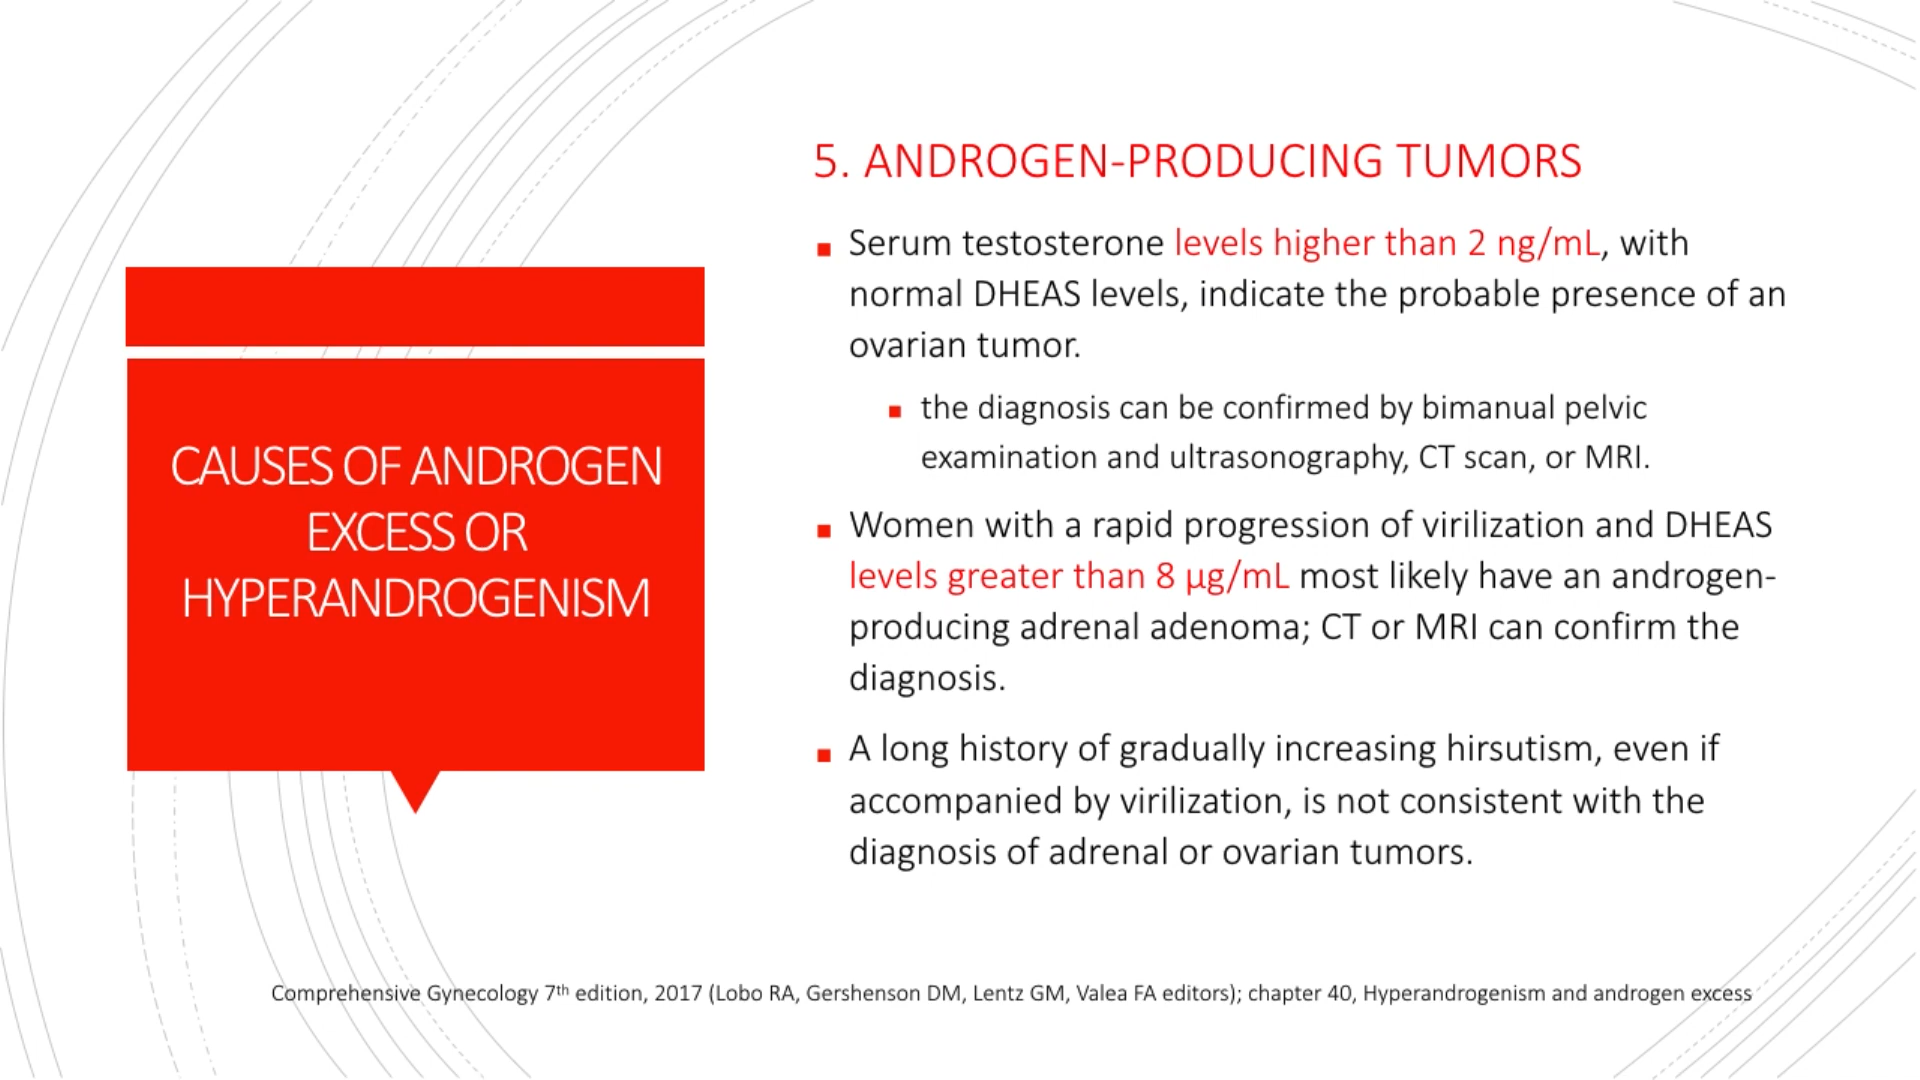 CAUSES OF ANDROGEN
EXCESS OR
HYPERANDROGENISM
5. ANDROGEN-PRODUCING TUMORS
▪ Serum testosterone levels higher than 2 ng/mL, with
normal DHEAS levels, indicate the probable presence of an
ovarian tumor.
▪ the diagnosis can be confirmed by bimanual pelvic
examination and ultrasonography, CT scan, or MRI.
▪ Women with a rapid progression of virilization and DHEAS
levels greater than 8 µg/mL most likely have an androgen-
producing adrenal adenoma; CT or MRI can confirm the
diagnosis.
▪ A long history of gradually increasing hirsutism, even if
accompanied by virilization, is not consistent with the
diagnosis of adrenal or ovarian tumors.
Comprehensive Gynecology 7th edition, 2017 (Lobo RA, Gershenson DM, Lentz GM, Valea FA editors); chapter 40, Hyperandrogenism and androgen excess